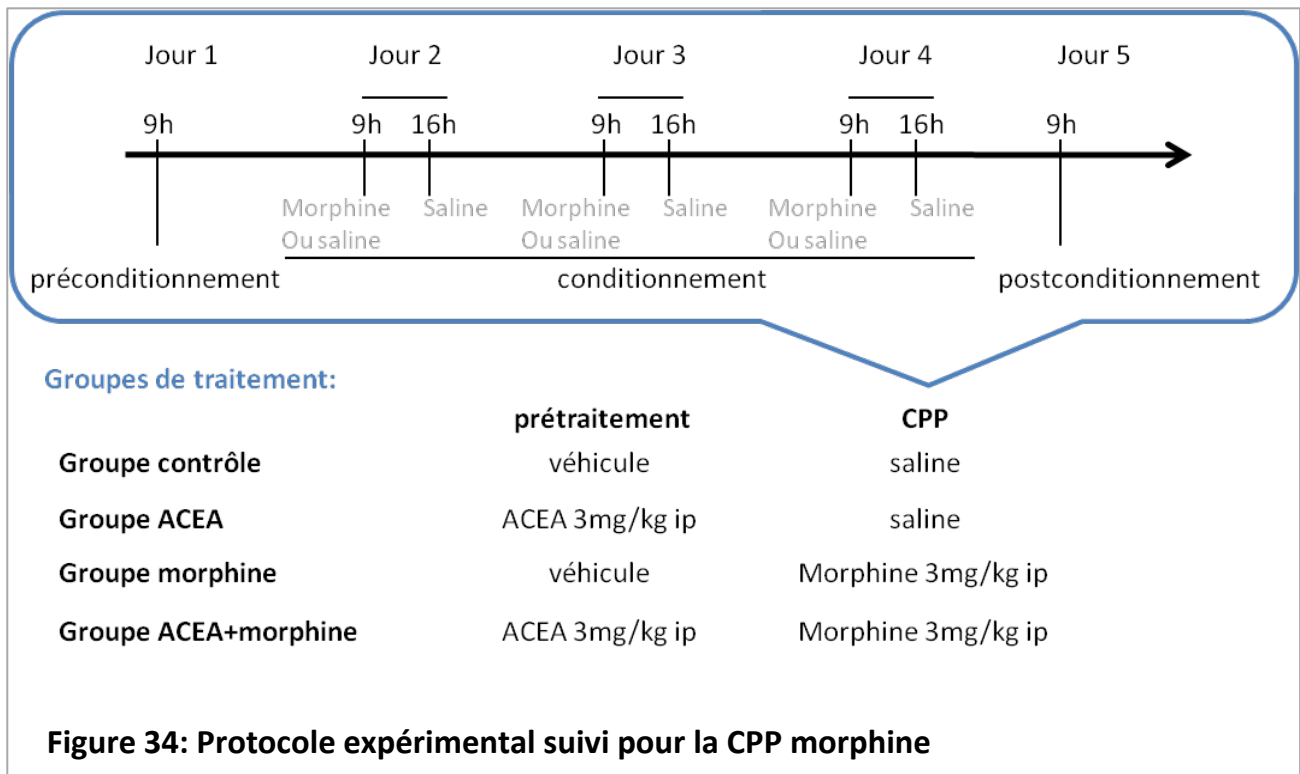 Jour 1 Jour 2 Jour 3 Jour 4 Jour 5
9h 9h 16h 9h 16h 9h 16h 9h
Morphine Saline Morphine Saline Morphine Saline
Ou saline Ou saline Ou saline
préconditionnement conditionnement postconditionnement
Groupes de traitement:
prétraitement CPP
Groupe contrôle véhicule saline
Groupe ACEA ACEA 3mg/kg ip saline
Groupe morphine véhicule Morphine 3mg/kg ip
Groupe ACEA+morphine ACEA 3mg/kg ip Morphine 3mg/kg ip
Figure 34: Protocole expérimental suivi pour la CPP morphine